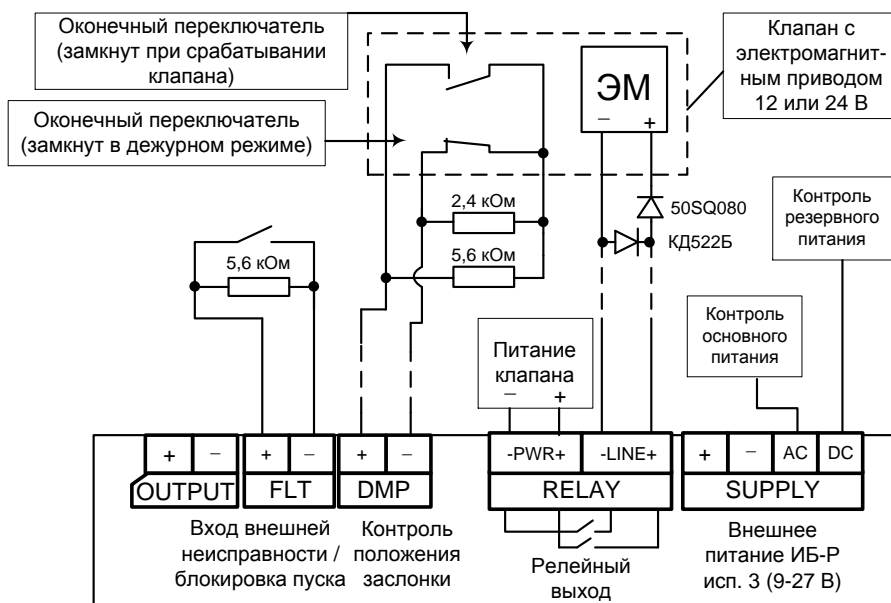 Оконечный переключатель
(замкнут при срабатывании
клапана)
Оконечный переключатель
(замкнут в дежурном режиме)
ЭМ
– +
Клапан с
электромагнит-
ным приводом
12 или 24 В
2,4 кОм
5,6 кОм
5,6 кОм
50SQ080
КД522Б
Контроль
резервного
питания
Контроль
основного
питания
Питание
клапана
– +
+ – + – + – -PWR+ -LINE+ + – AC DC
OUTPUT FLT DMP RELAY SUPPLY
Вход внешней
неисправности /
блокировка пуска
Контроль
положения
заслонки
Релейный
выход
Внешнее
питание ИБ-Р
исп. 3 (9-27 В)